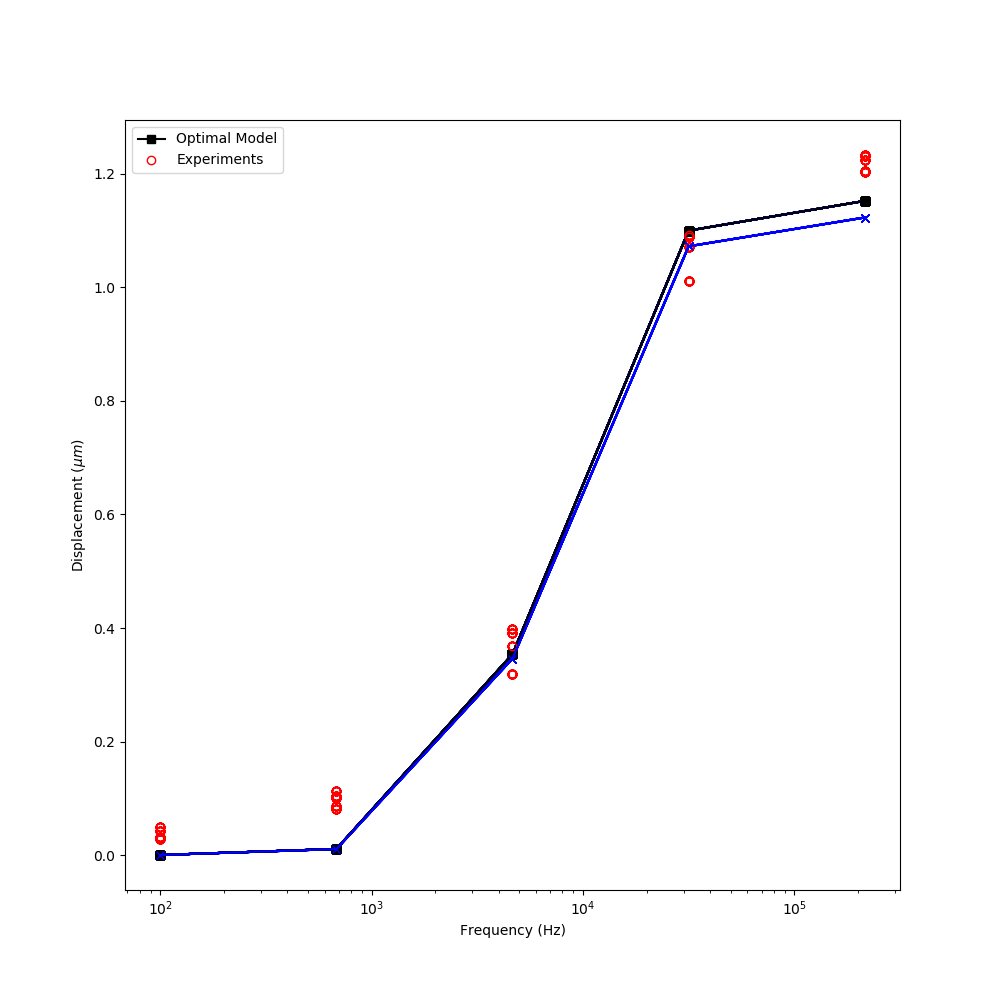 Optimal Model
Experiments
1.2
1.0
0.8
0.6
0.4
0.2
0.0
Displacement (μm)
10² 10³ 10⁴ 10⁵
Frequency (Hz)